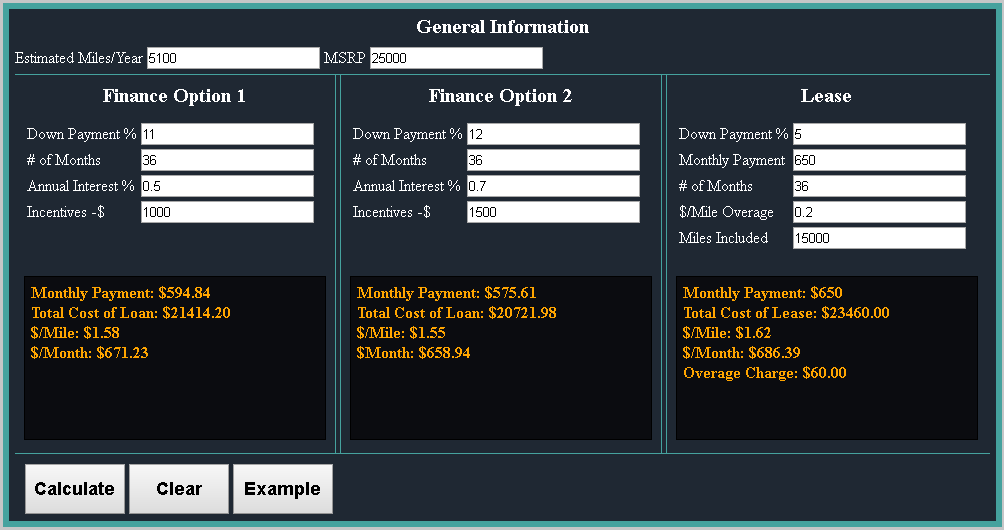 General Information
Estimated Miles/Year 5100 MSRP 25000
Finance Option 1
Down Payment % 11
# of Months 36
Annual Interest % 0.5
Incentives -$ 1000
Monthly Payment: $594.84
Total Cost of Loan: $21414.20
$/Mile: $1.58
$/Month: $671.23
Finance Option 2
Down Payment % 12
# of Months 36
Annual Interest % 0.7
Incentives -$ 1500
Monthly Payment: $575.61
Total Cost of Loan: $20721.98
$/Mile: $1.55
$Month: $658.94
Lease
Down Payment % 5
Monthly Payment 650
# of Months 36
$/Mile Overage 0.2
Miles Included 15000
Monthly Payment: $650
Total Cost of Lease: $23460.00
$/Mile: $1.62
$/Month: $686.39
Overage Charge: $60.00
Calculate Clear Example